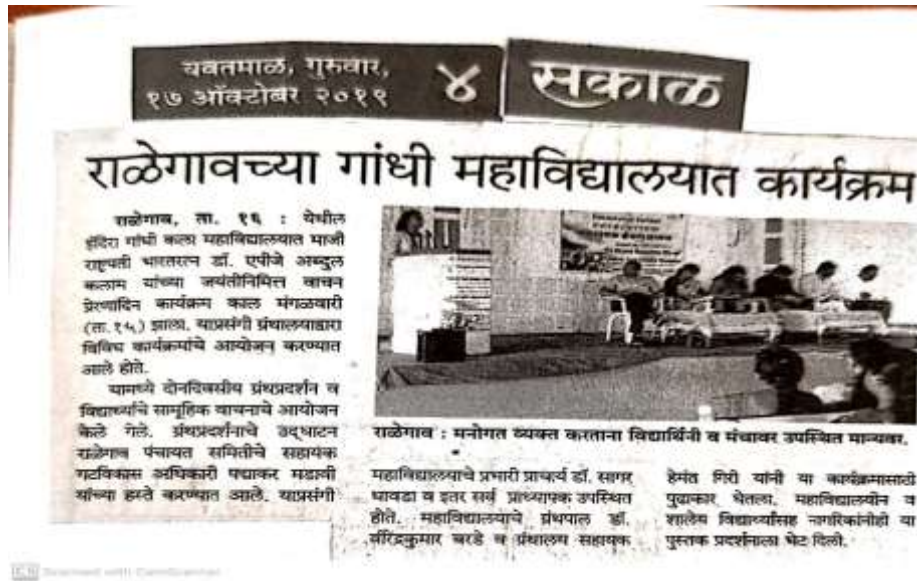 यवतमाळ, गुरुवार,
१७ ऑक्टोबर २०१९
४
सकाळ
राळेगावच्या गांधी महाविद्यालयात कार्यक्रम
राळेगाव, ता. १६ : येथील
इंदिरा गांधी कला महाविद्यालयात माजी
राष्ट्रपती भारतरत्न डॉ. एपीजे अब्दुल
कलाम यांच्या जयंतीनिमित्त वाचन
प्रेरणादिन कार्यक्रम काल मंगळवारी
(ता.१५) झाला. याप्रसंगी ग्रंथालयाद्वारा
विविध कार्यक्रमांचे आयोजन करण्यात
आले होते.
यामध्ये दोनदिवसीय ग्रंथप्रदर्शन व
विद्यार्थ्यांचे सामूहिक वाचनाचे आयोजन
केले गेले. ग्रंथप्रदर्शनाचे उद्घाटन
राळेगाव पंचायत समितीचे सहायक
गटविकास अधिकारी पद्माकर मडावी
यांच्या हस्ते करण्यात आले. याप्रसंगी
राळेगाव : मनोगत व्यक्त करताना विद्यार्थिनी व मंचावर उपस्थित मान्यवर.
महाविद्यालयाचे प्रभारी प्राचार्य डॉ. सागर
धावडा व इतर सर्व प्राध्यापक उपस्थित
होते. महाविद्यालयाचे ग्रंथपाल डॉ.
वीरेंद्रकुमार बरडे व ग्रंथालय सहायक
हेमंत गिरी यांनी या कार्यक्रमासाठी
पुढाकार घेतला. महाविद्यालयीन व
शालेय विद्यार्थ्यांसह नागरिकांनीही या
पुस्तक प्रदर्शनाला भेट दिली.
CS Scanned with CamScanner